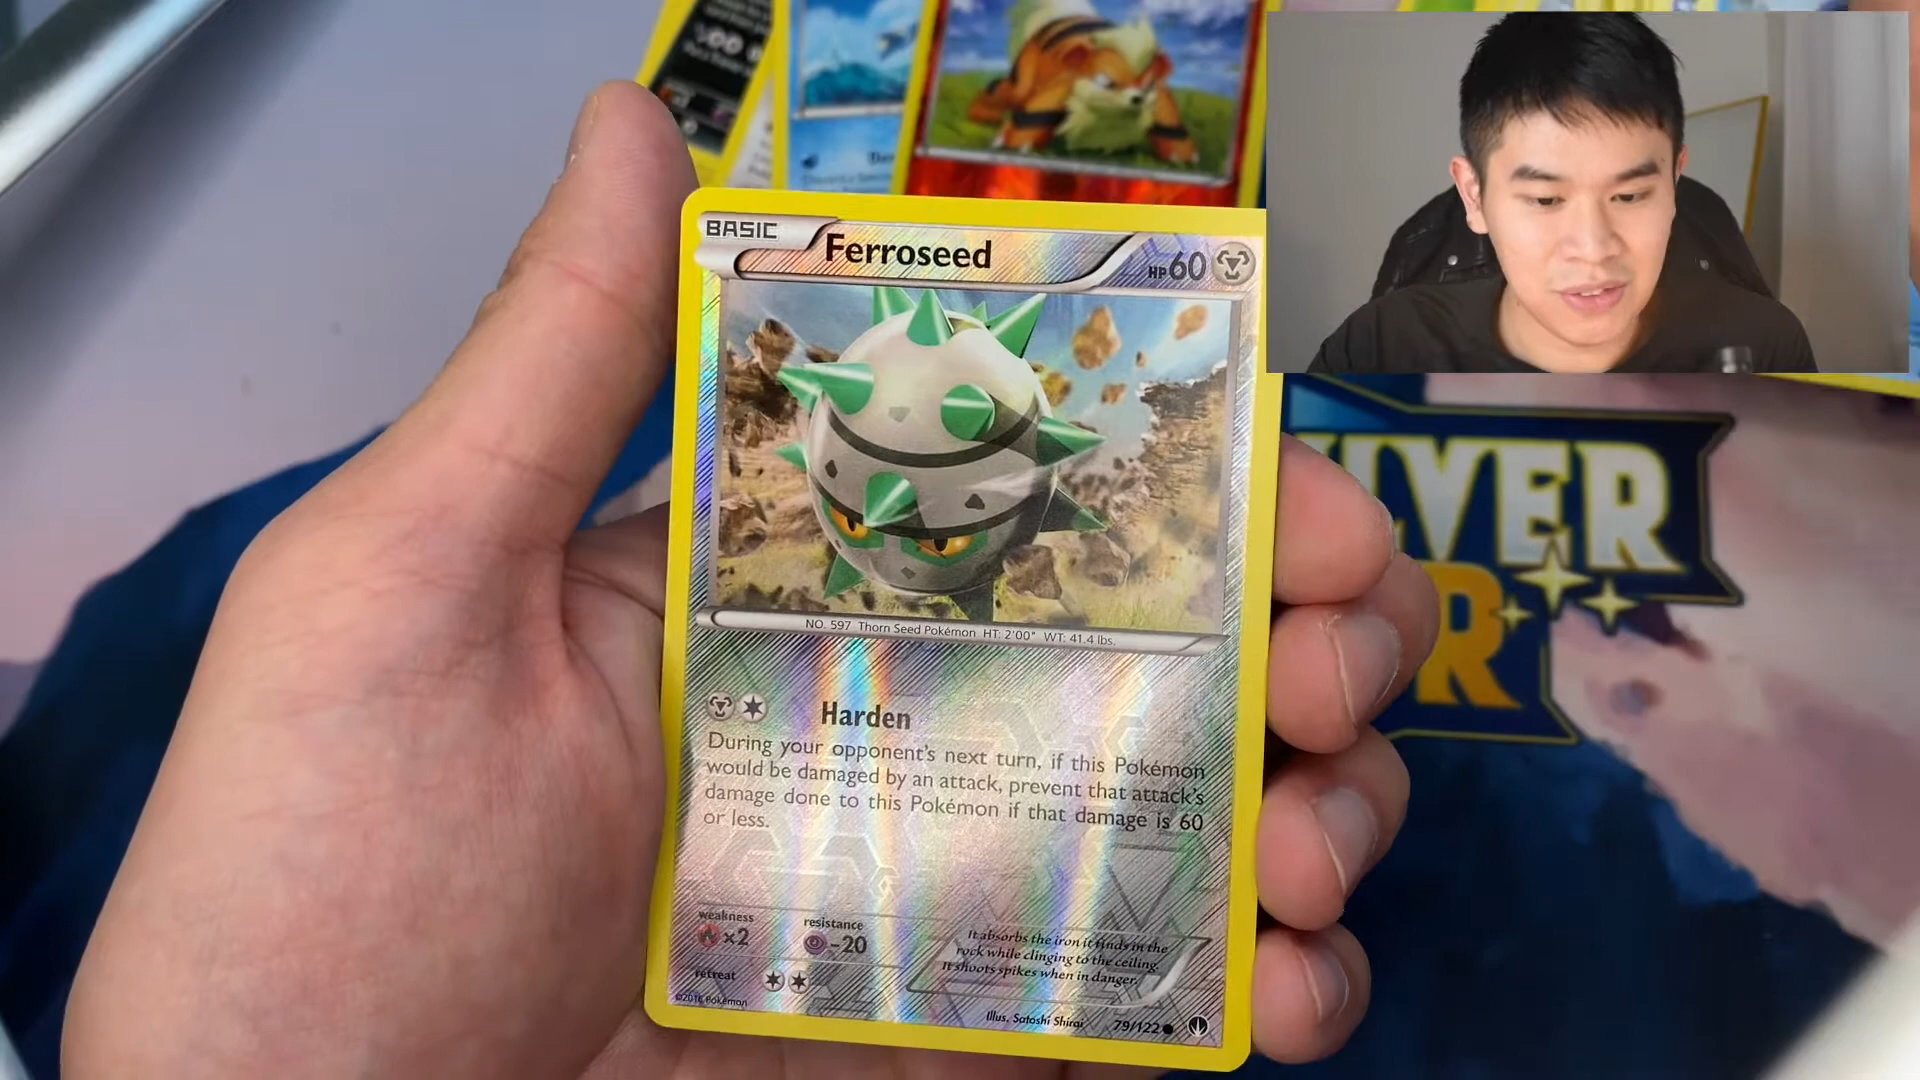 BASIC
Ferroseed
HP60
NO. 597 Thorn Seed Pokémon HT: 2'00" WT: 41.4 lbs.
Harden
During your opponent's next turn, if this Pokémon
would be damaged by an attack, prevent that attack's
damage done to this Pokémon if that damage is 60
or less.
weakness
×2
resistance
-20
retreat
It absorbs the iron it finds in the
rock while clinging to the ceiling.
It shoots spikes when in danger.
©2016 Pokémon
Illus. Satoshi Shirai
79/122